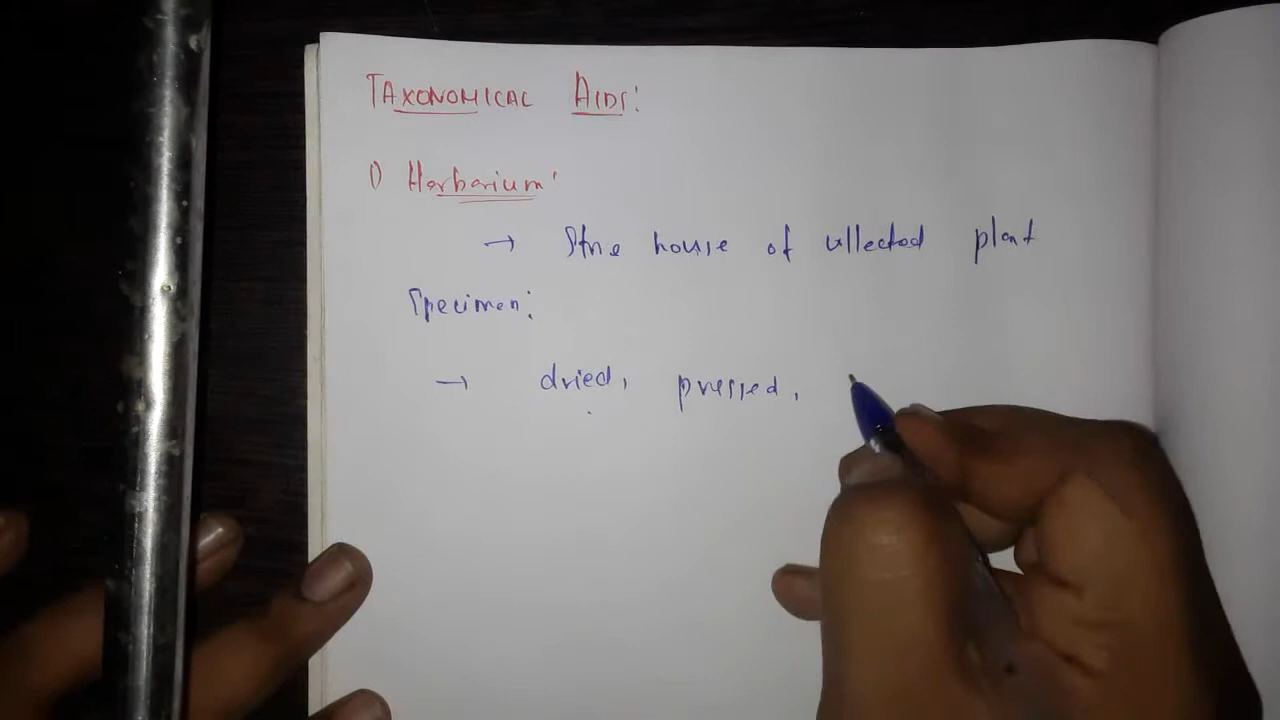 TAXONOMICAL AIDS:
1) Herbarium:
→ Store house of collected plant
Specimen:
→ dried, pressed,